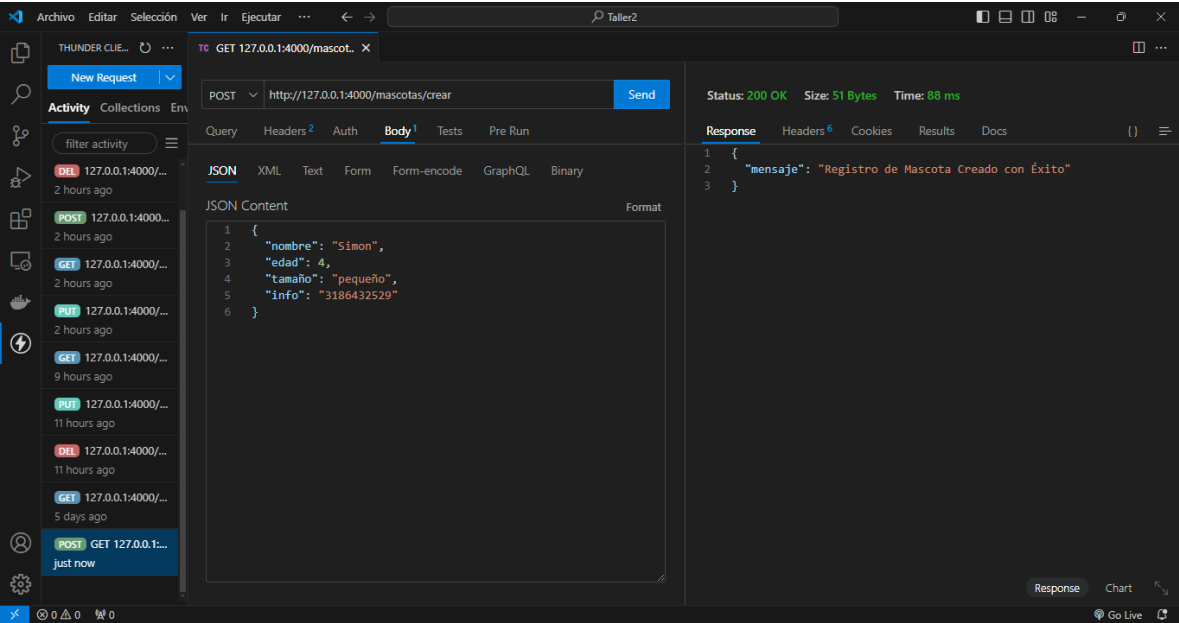 Archivo Editar Selección Ver Ir Ejecutar ··· Taller2
THUNDER CLIE... ···
New Request
Activity Collections Env
filter activity
DEL 127.0.0.1:4000/...
2 hours ago
POST 127.0.0.1:4000...
2 hours ago
GET 127.0.0.1:4000/...
2 hours ago
PUT 127.0.0.1:4000/...
2 hours ago
GET 127.0.0.1:4000/...
9 hours ago
PUT 127.0.0.1:4000/...
11 hours ago
DEL 127.0.0.1:4000/...
11 hours ago
GET 127.0.0.1:4000/...
5 days ago
POST GET 127.0.0.1:...
just now
TC GET 127.0.0.1:4000/mascot..
POST http://127.0.0.1:4000/mascotas/crear Send
Query Headers 2 Auth Body 1 Tests Pre Run
JSON XML Text Form Form-encode GraphQL Binary
JSON Content Format
1 {
2 "nombre": "Simon",
3 "edad": 4,
4 "tamaño": "pequeño",
5 "info": "3186432529"
6 }
Status: 200 OK Size: 51 Bytes Time: 88 ms
Response Headers 6 Cookies Results Docs {}
1 {
2 "mensaje": "Registro de Mascota Creado con Éxito"
3 }
Response Chart
0 0 0 Go Live